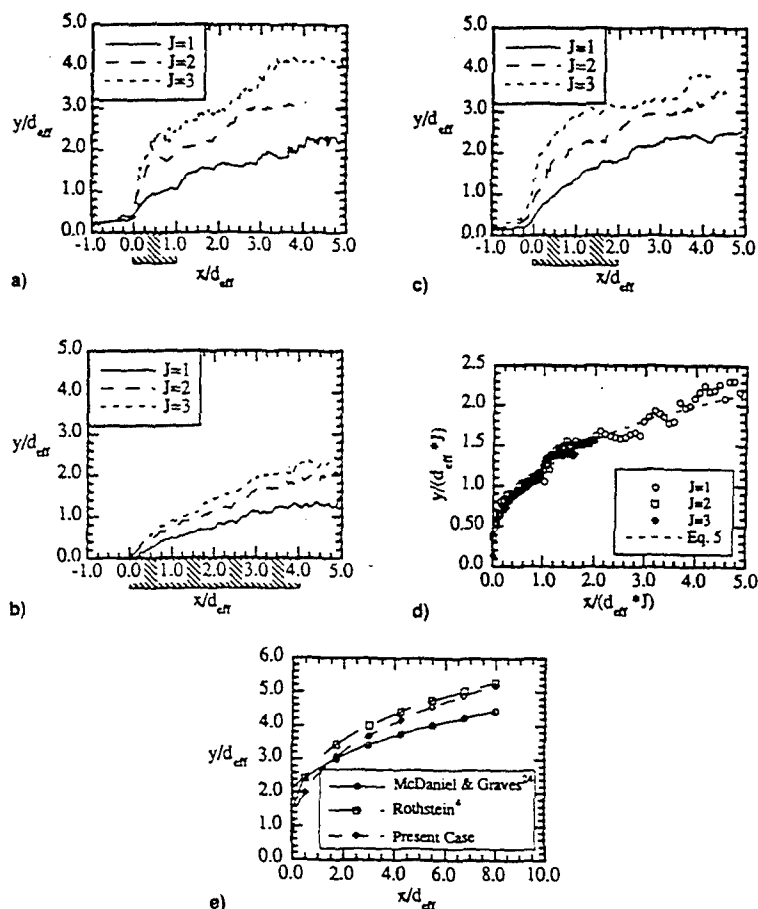 5.0
4.0
3.0
2.0
1.0
0.0
y/d_eff
J=1
J=2
J=3
-1.0 0.0 1.0 2.0 3.0 4.0 5.0
x/d_eff
a)
5.0
4.0
3.0
2.0
1.0
0.0
y/d_eff
J=1
J=2
J=3
-1.0 0.0 1.0 2.0 3.0 4.0 5.0
x/d_eff
c)
5.0
4.0
3.0
2.0
1.0
0.0
y/d_eff
J=1
J=2
J=3
-1.0 0.0 1.0 2.0 3.0 4.0 5.0
x/d_eff
b)
2.5
2.0
1.5
1.0
0.50
0.0
y/(d_eff*J)
J=1
J=2
J=3
Eq. 5
0.0 1.0 2.0 3.0 4.0 5.0
x/(d_eff*J)
d)
6.0
5.0
4.0
3.0
2.0
1.0
0.0
y/d_eff
McDaniel & Graves²⁴
Rothstein⁴
Present Case
0.0 2.0 4.0 6.0 8.0 10.0
x/d_eff
e)